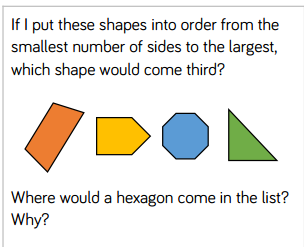 If I put these shapes into order from the
smallest number of sides to the largest,
which shape would come third?
Where would a hexagon come in the list?
Why?